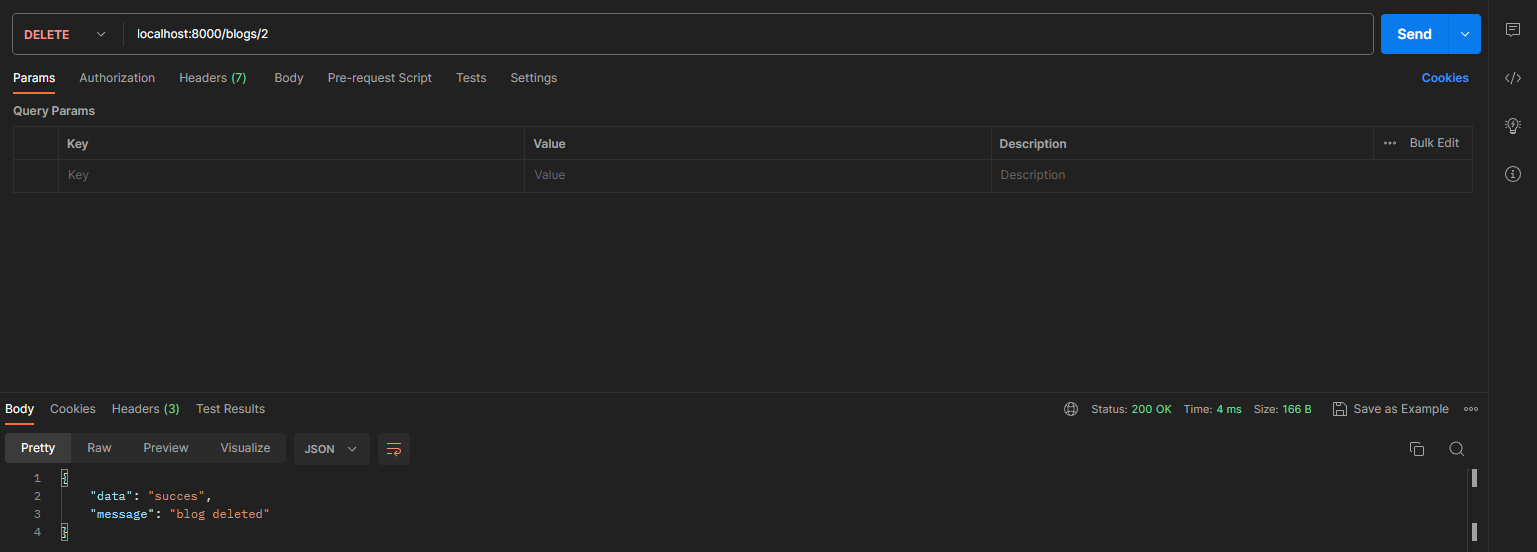 DELETE localhost:8000/blogs/2 Send
Params Authorization Headers (7) Body Pre-request Script Tests Settings Cookies
Query Params
Key Value Description Bulk Edit
Key Value Description
Body Cookies Headers (3) Test Results Status: 200 OK Time: 4 ms Size: 166 B Save as Example
Pretty Raw Preview Visualize JSON
1 {
2 "data": "succes",
3 "message": "blog deleted"
4 }